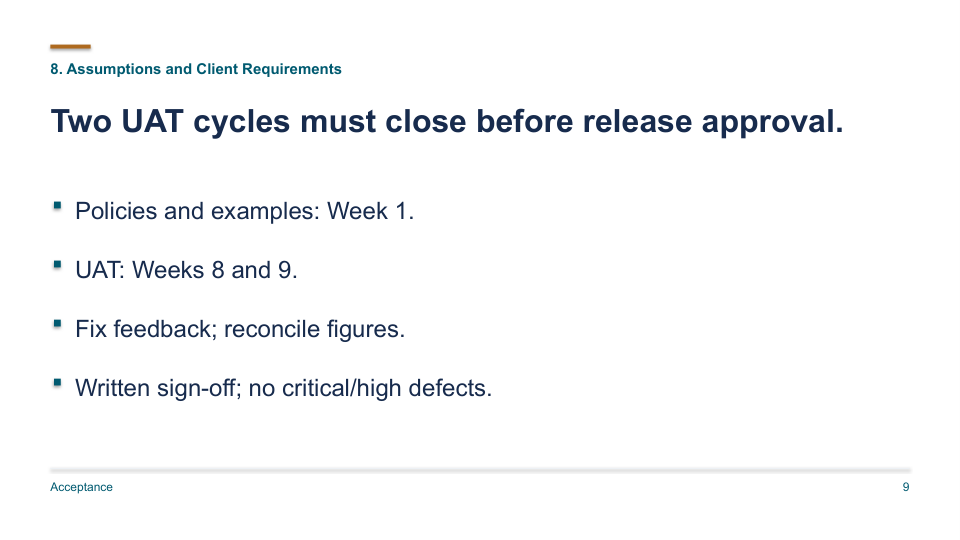 8. Assumptions and Client Requirements
Two UAT cycles must close before release approval.
Policies and examples: Week 1.
UAT: Weeks 8 and 9.
Fix feedback; reconcile figures.
Written sign-off; no critical/high defects.
Acceptance
9